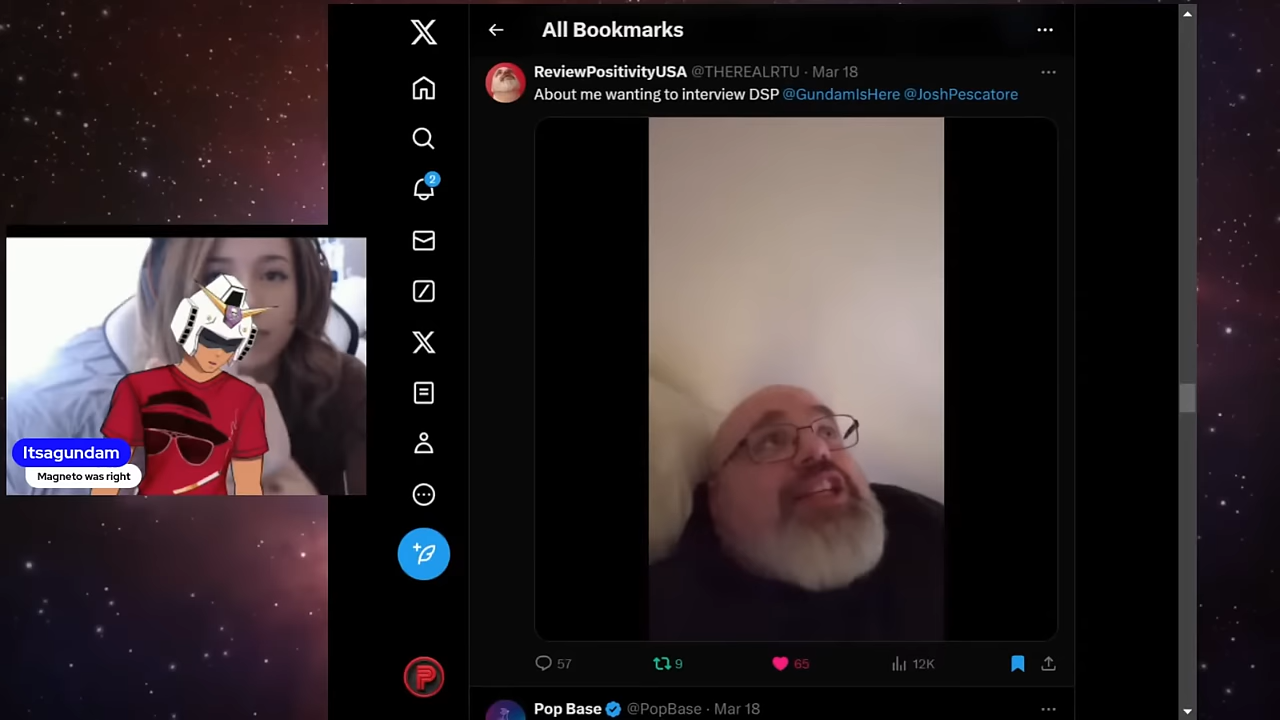 All Bookmarks
ReviewPositivityUSA @THEREALRTU · Mar 18
About me wanting to interview DSP @GundamIsHere @JoshPescatore
2
Itsagundam
Magneto was right
57
9
65
12K
Pop Base @PopBase · Mar 18